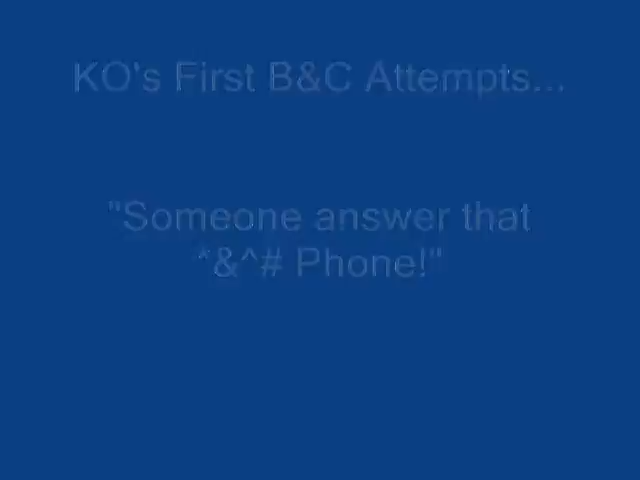 KO's First B&C Attempts...
"Someone answer that
*&^# Phone!"